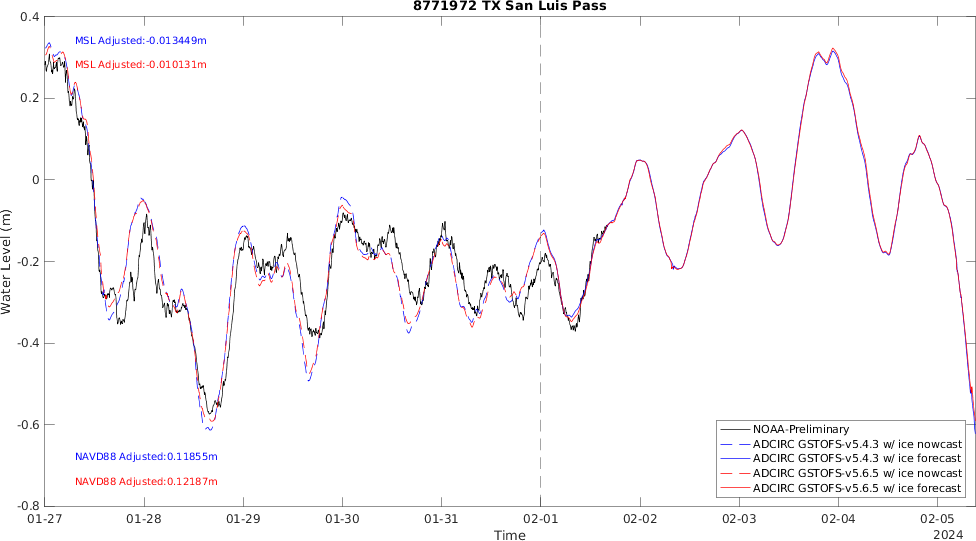 8771972 TX San Luis Pass
MSL Adjusted:-0.013449m
MSL Adjusted:-0.010131m
NAVD88 Adjusted:0.11855m
NAVD88 Adjusted:0.12187m
Water Level (m)
0.4
0.2
0
-0.2
-0.4
-0.6
-0.8
NOAA-Preliminary
ADCIRC GSTOFS-v5.4.3 w/ ice nowcast
ADCIRC GSTOFS-v5.4.3 w/ ice forecast
ADCIRC GSTOFS-v5.6.5 w/ ice nowcast
ADCIRC GSTOFS-v5.6.5 w/ ice forecast
01-27 01-28 01-29 01-30 01-31 02-01 02-02 02-03 02-04 02-05
Time
2024